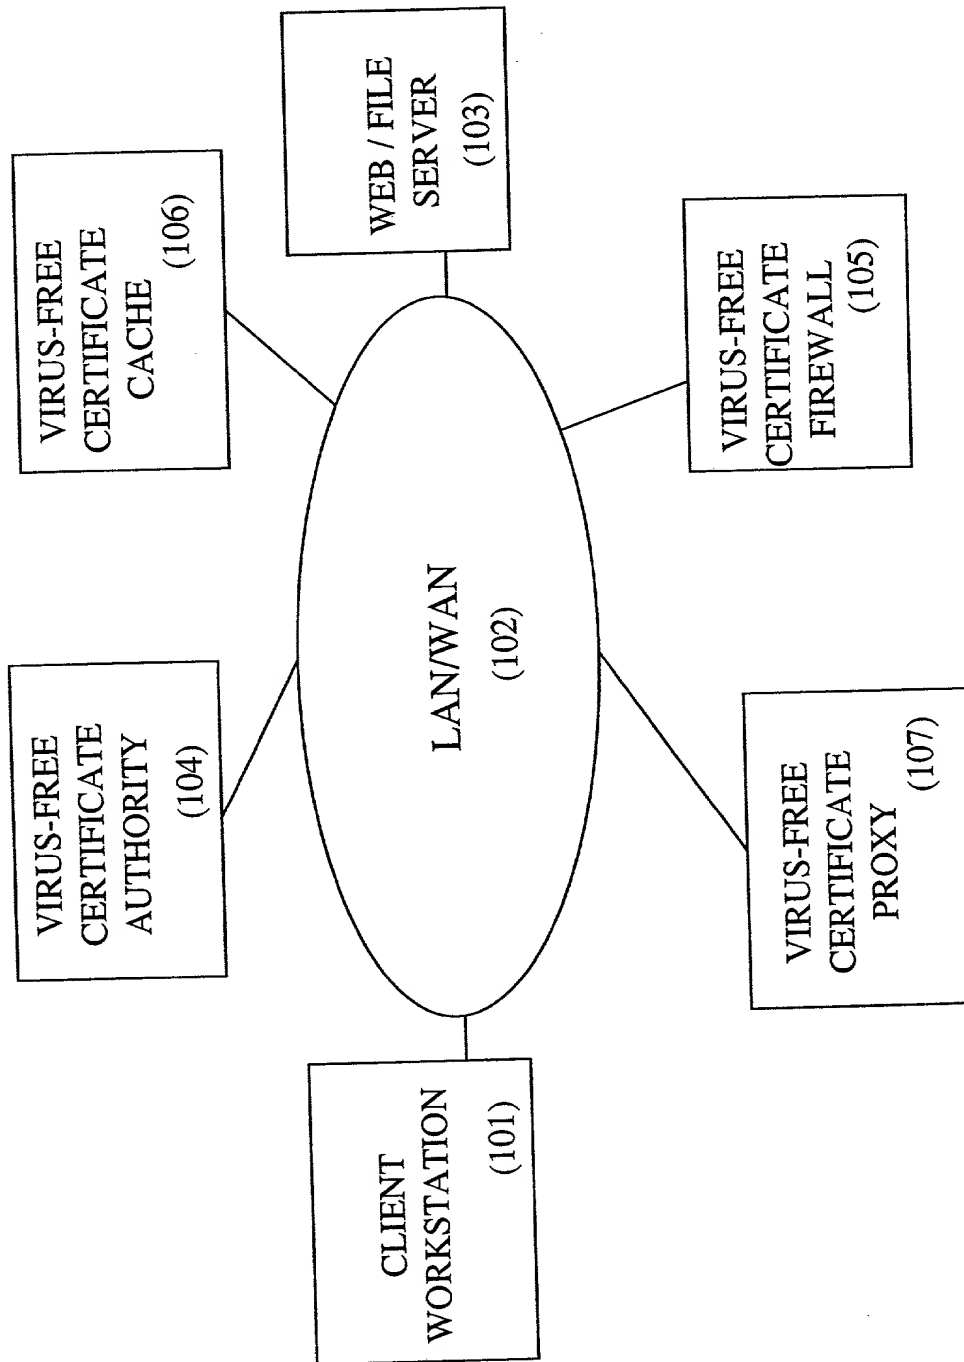 VIRUS-FREE
CERTIFICATE
AUTHORITY
(104)
VIRUS-FREE
CERTIFICATE
CACHE
(106)
CLIENT
WORKSTATION
(101)
LAN/WAN
(102)
WEB / FILE
SERVER
(103)
VIRUS-FREE
CERTIFICATE
PROXY
(107)
VIRUS-FREE
CERTIFICATE
FIREWALL
(105)